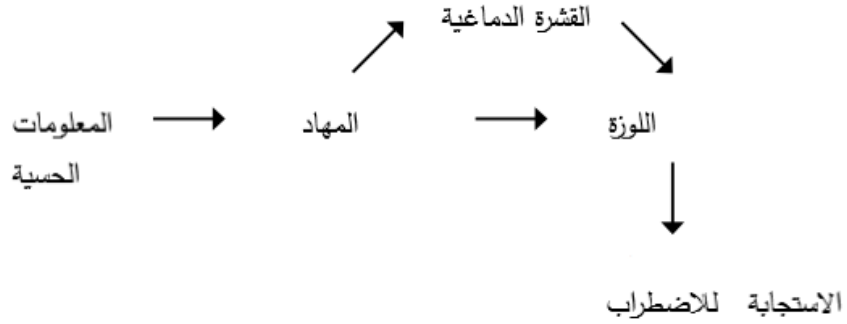 القشرة الدماغية
المعلومات
الحسية
المهاد
اللوزة
الاستجابة للاضطراب